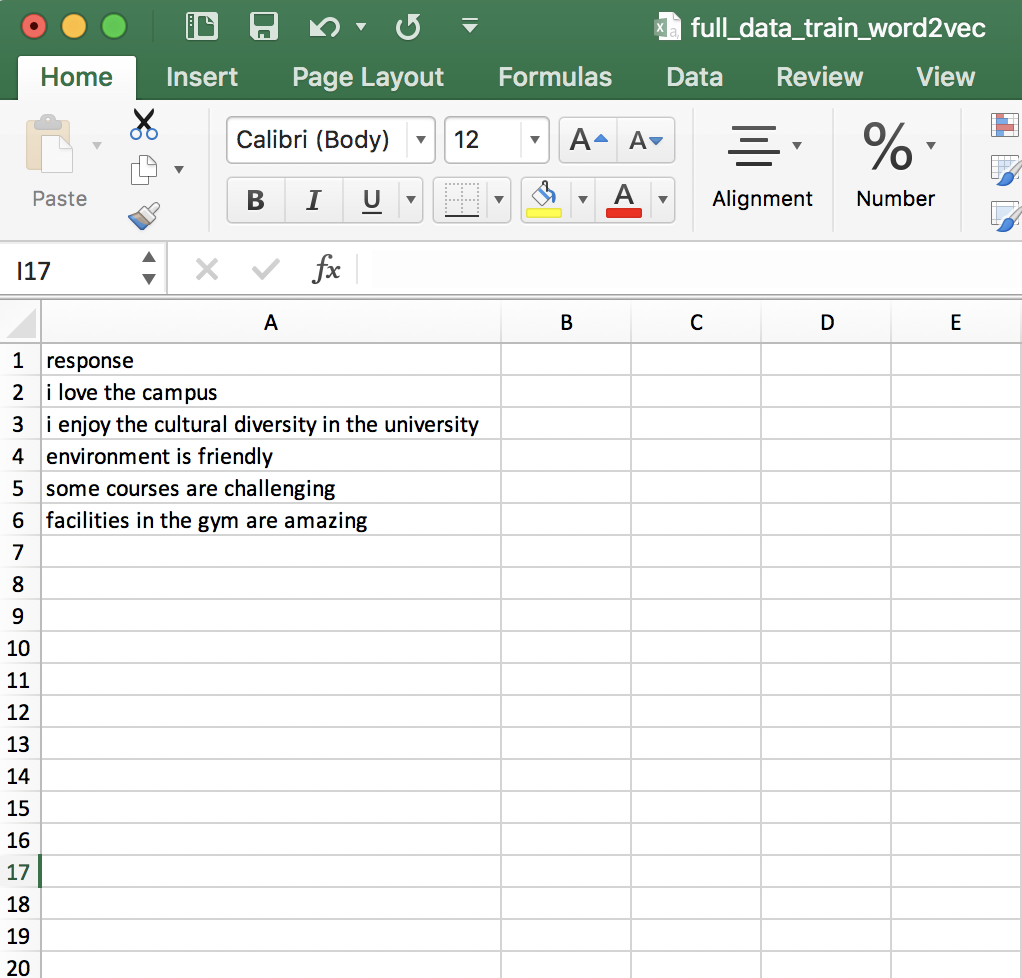 full_data_train_word2vec
Home Insert Page Layout Formulas Data Review View
Paste
Calibri (Body) 12 A A
B I U A
Alignment
%
Number
I17 fx
A B C D E
1 response
2 i love the campus
3 i enjoy the cultural diversity in the university
4 environment is friendly
5 some courses are challenging
6 facilities in the gym are amazing
7
8
9
10
11
12
13
14
15
16
17
18
19
20